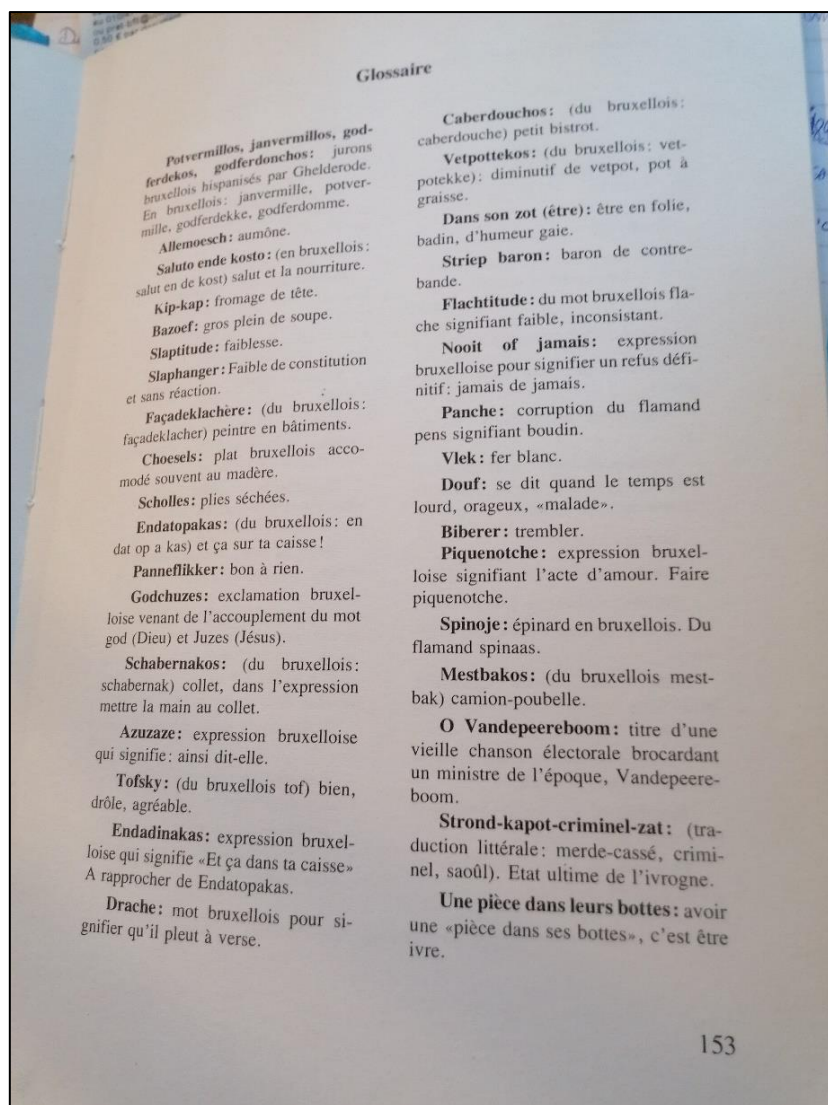 Glossaire
Potvermillos, janvermillos, god-
ferdekos, godferdonchos: jurons
bruxellois hispanisés par Ghelderode.
En bruxellois: janvermille, potver-
mille, godferdekke, godferdomme.
Allemoesch: aumône.
Saluto ende kosto: (en bruxellois:
salut en de kost) salut et la nourriture.
Kip-kap: fromage de tête.
Bazoef: gros plein de soupe.
Slaptitude: faiblesse.
Slaphanger: Faible de constitution
et sans réaction.
Façadeklachère: (du bruxellois:
façadeklacher) peintre en bâtiments.
Choesels: plat bruxellois acco-
modé souvent au madère.
Scholles: plies séchées.
Endatopakas: (du bruxellois: en
dat op a kas) et ça sur ta caisse!
Panneflikker: bon à rien.
Godchuzes: exclamation bruxel-
loise venant de l'accouplement du mot
god (Dieu) et Juzes (Jésus).
Schabernakos: (du bruxellois:
schabernak) collet, dans l'expression
mettre la main au collet.
Azuzaze: expression bruxelloise
qui signifie: ainsi dit-elle.
Tofsky: (du bruxellois tof) bien,
drôle, agréable.
Endadinakas: expression bruxel-
loise qui signifie «Et ça dans ta caisse»
A rapprocher de Endatopakas.
Drache: mot bruxellois pour si-
gnifier qu'il pleut à verse.
Caberdouchos: (du bruxellois:
caberdouche) petit bistrot.
Vetpottekos: (du bruxellois: vet-
potekke): diminutif de vetpot, pot à
graisse.
Dans son zot (être): être en folie,
badin, d'humeur gaie.
Striep baron: baron de contre-
bande.
Flachtitude: du mot bruxellois fla-
che signifiant faible, inconsistant.
Nooit of jamais: expression
bruxelloise pour signifier un refus défi-
nitif: jamais de jamais.
Panche: corruption du flamand
pens signifiant boudin.
Vlek: fer blanc.
Douf: se dit quand le temps est
lourd, orageux, «malade».
Biberer: trembler.
Piquenotche: expression bruxel-
loise signifiant l'acte d'amour. Faire
piquenotche.
Spinoje: épinard en bruxellois. Du
flamand spinaas.
Mestbakos: (du bruxellois mest-
bak) camion-poubelle.
O Vandepeereboom: titre d'une
vieille chanson électorale brocardant
un ministre de l'époque, Vandepeere-
boom.
Strond-kapot-criminel-zat: (tra-
duction littérale: merde-cassé, crimi-
nel, saoûl). Etat ultime de l'ivrogne.
Une pièce dans leurs bottes: avoir
une «pièce dans ses bottes», c'est être
ivre.
153